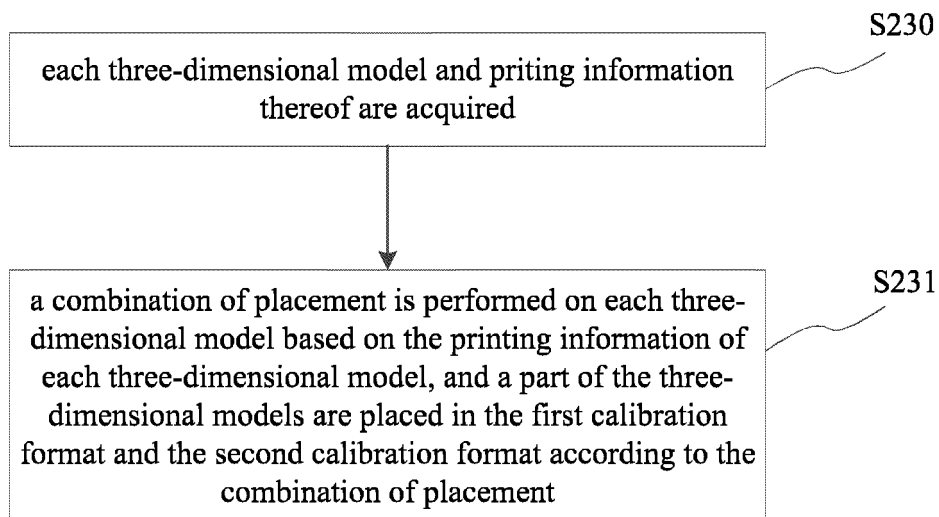 S230
each three-dimensional model and priting information
thereof are acquired
S231
a combination of placement is performed on each three-
dimensional model based on the printing information of
each three-dimensional model, and a part of the three-
dimensional models are placed in the first calibration
format and the second calibration format according to the
combination of placement